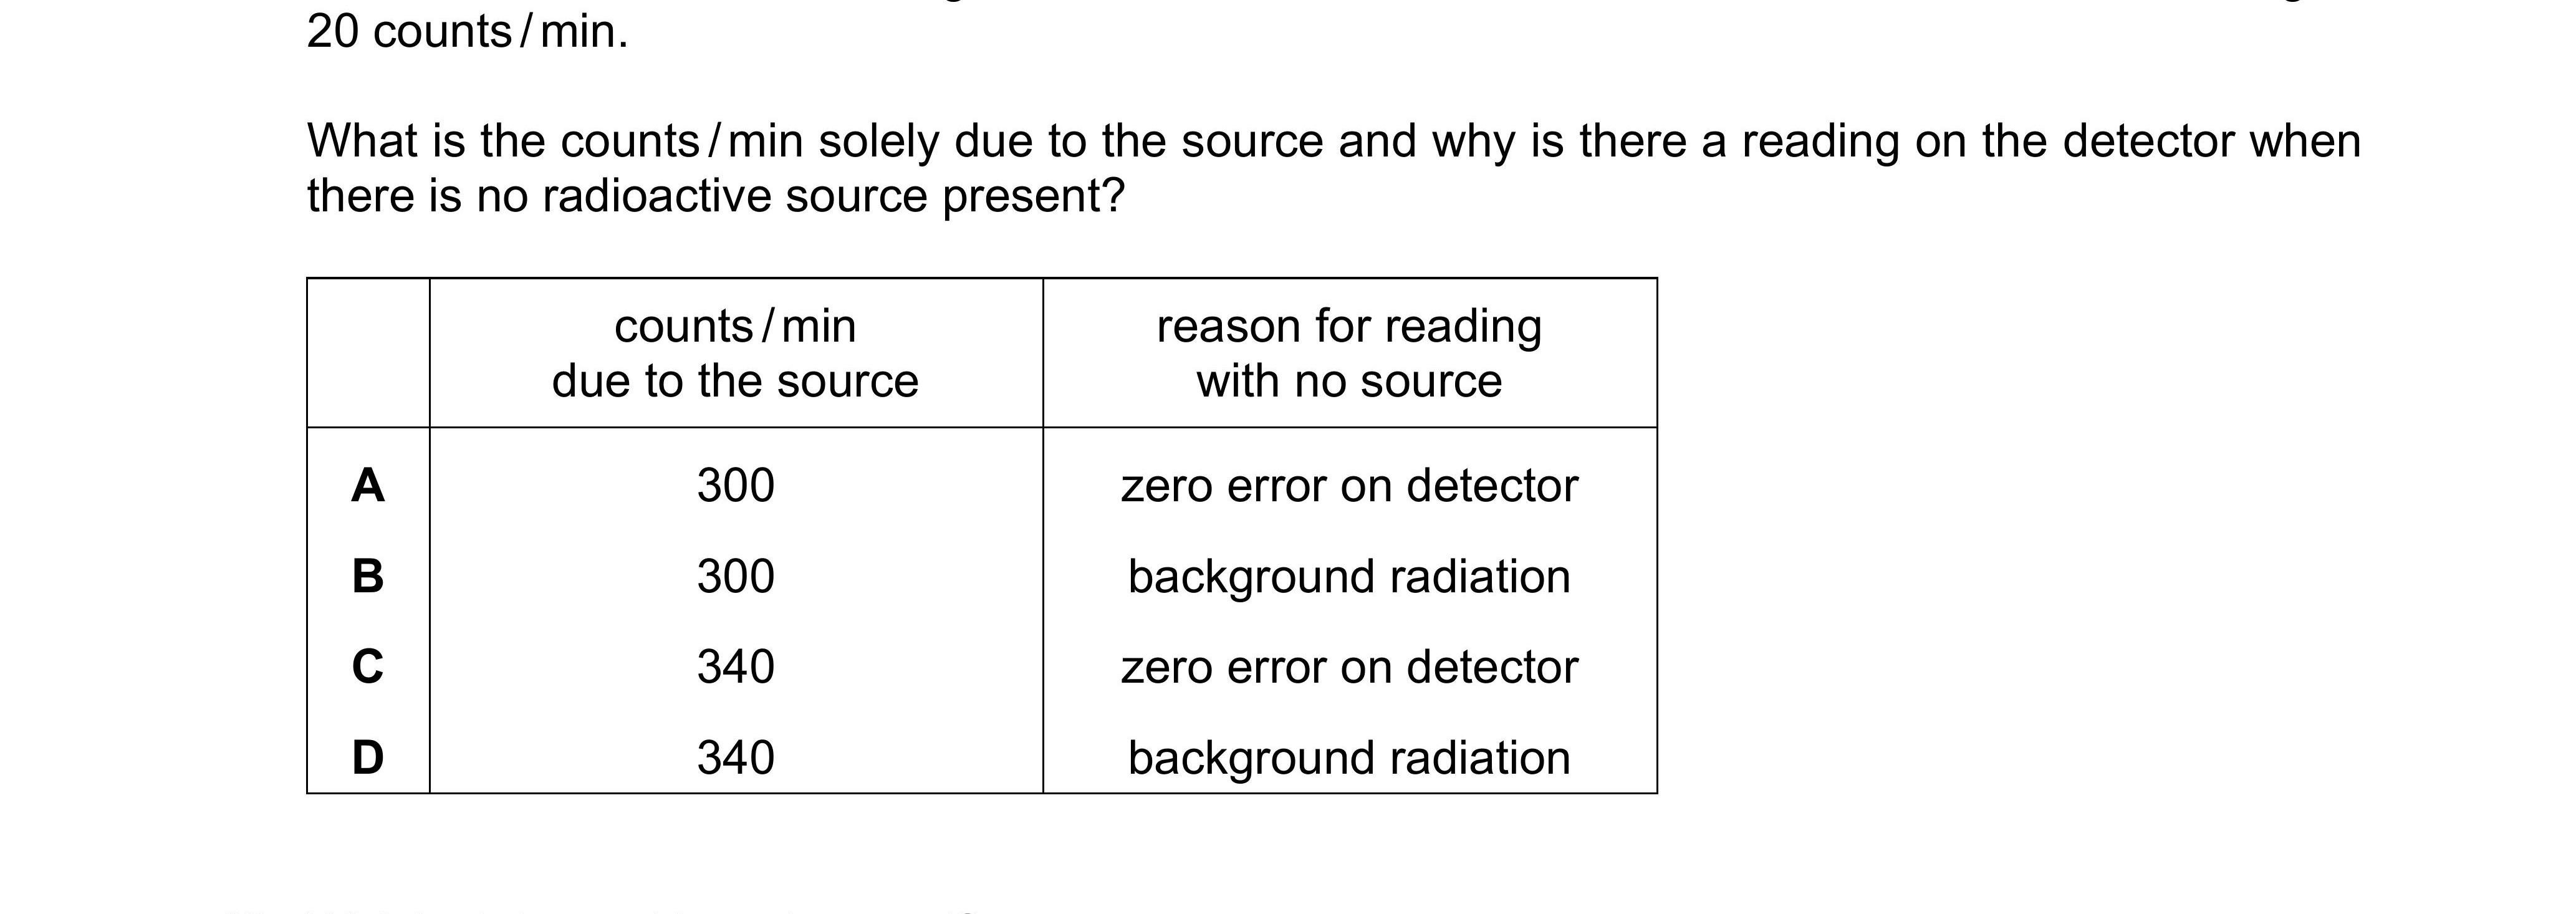 20 counts / min.
What is the counts / min solely due to the source and why is there a reading on the detector when
there is no radioactive source present?
counts / min
due to the source
reason for reading
with no source
A 300 zero error on detector
B 300 background radiation
C 340 zero error on detector
D 340 background radiation